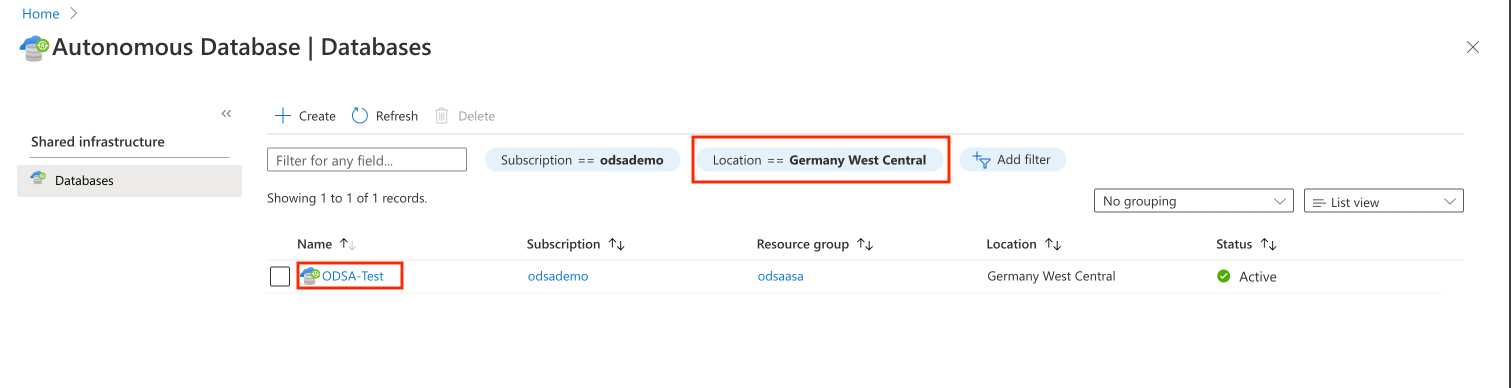 Home >
Autonomous Database | Databases
«
Shared infrastructure
Databases
Create Refresh Delete
Filter for any field... Subscription == odsademo Location == Germany West Central Add filter
Showing 1 to 1 of 1 records.
No grouping List view
Name ↑↓ Subscription ↑↓ Resource group ↑↓ Location ↑↓ Status ↑↓
ODSA-Test odsademo odsaasa Germany West Central Active